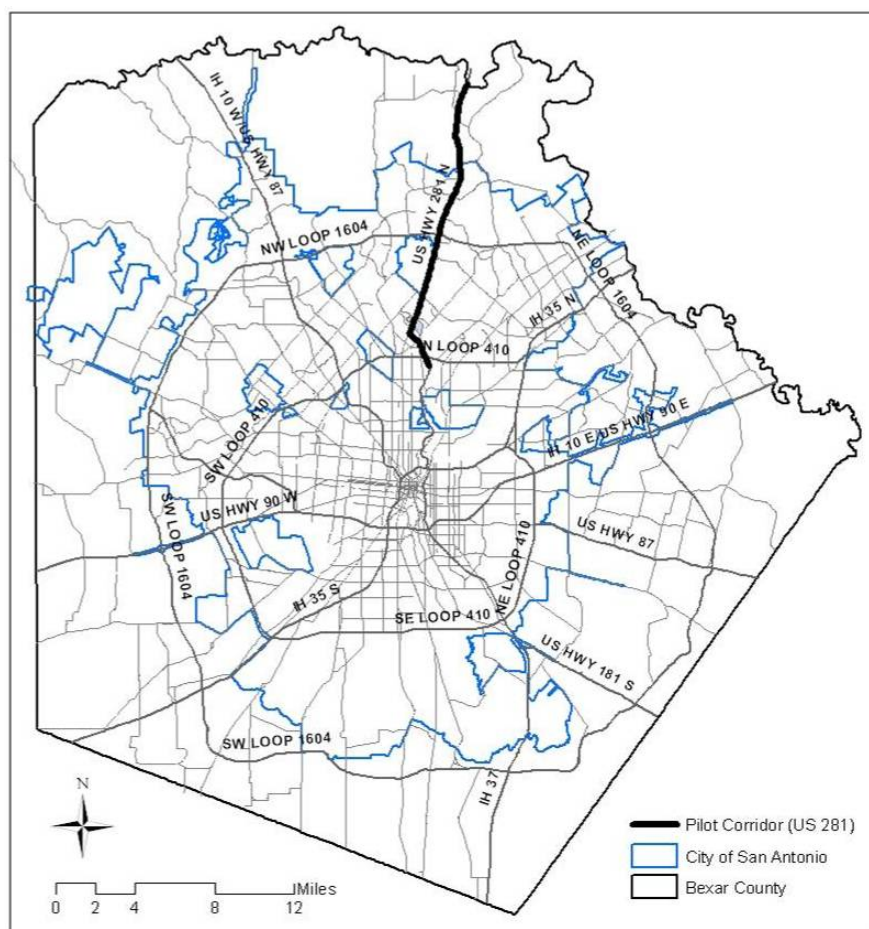 IH 10 W/US HWY 87
US HWY 281 N
NW LOOP 1604
NE LOOP 1604
IH 35 N
N LOOP 410
SW LOOP 410
IH 10 E/US HWY 90 E
US HWY 90 W
SW LOOP 1604
US HWY 87
NE LOOP 410
IH 35 S
SE LOOP 410
US HWY 181 S
SW LOOP 1604
IH 37
N
Pilot Corridor (US 281)
City of San Antonio
Bexar County
Miles
0 2 4 8 12